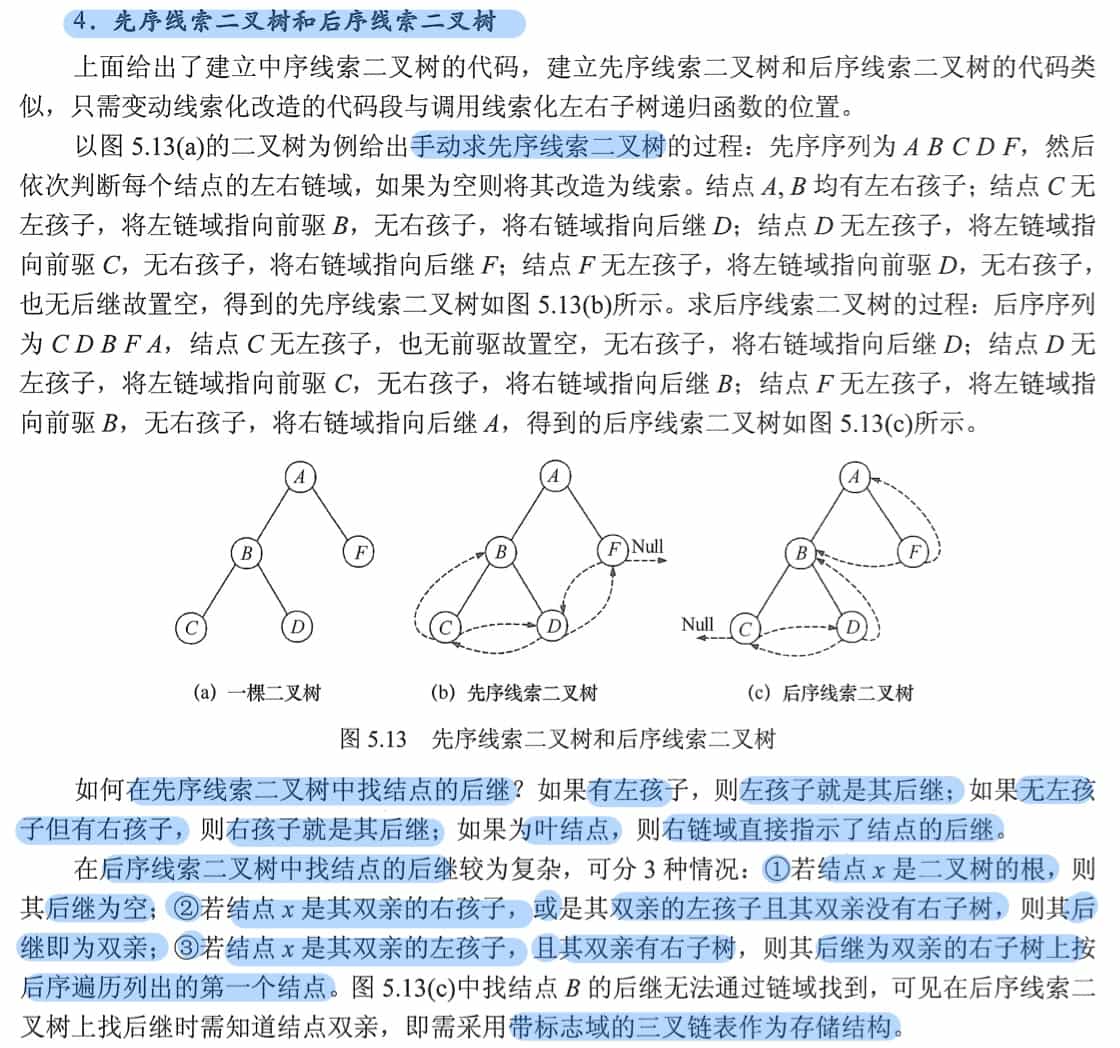 4．先序线索二叉树和后序线索二叉树
上面给出了建立中序线索二叉树的代码，建立先序线索二叉树和后序线索二叉树的代码类
似，只需变动线索化改造的代码段与调用线索化左右子树递归函数的位置。
以图 5.13(a)的二叉树为例给出手动求先序线索二叉树的过程：先序序列为 A B C D F，然后
依次判断每个结点的左右链域，如果为空则将其改造为线索。结点 A, B 均有左右孩子；结点 C 无
左孩子，将左链域指向前驱 B，无右孩子，将右链域指向后继 D；结点 D 无左孩子，将左链域指
向前驱 C，无右孩子，将右链域指向后继 F；结点 F 无左孩子，将左链域指向前驱 D，无右孩子，
也无后继故置空，得到的先序线索二叉树如图 5.13(b)所示。求后序线索二叉树的过程：后序序列
为 C D B F A，结点 C 无左孩子，也无前驱故置空，无右孩子，将右链域指向后继 D；结点 D 无
左孩子，将左链域指向前驱 C，无右孩子，将右链域指向后继 B；结点 F 无左孩子，将左链域指
向前驱 B，无右孩子，将右链域指向后继 A，得到的后序线索二叉树如图 5.13(c)所示。
A
B
F
C
D
(a) 一棵二叉树
A
B
F
Null
C
D
(b) 先序线索二叉树
A
B
F
Null
C
D
(c) 后序线索二叉树
图 5.13 先序线索二叉树和后序线索二叉树
如何在先序线索二叉树中找结点的后继？如果有左孩子，则左孩子就是其后继；如果无左孩
子但有右孩子，则右孩子就是其后继；如果为叶结点，则右链域直接指示了结点的后继。
在后序线索二叉树中找结点的后继较为复杂，可分 3 种情况：①若结点 x 是二叉树的根，则
其后继为空；②若结点 x 是其双亲的右孩子，或是其双亲的左孩子且其双亲没有右子树，则其后
继即为双亲；③若结点 x 是其双亲的左孩子，且其双亲有右子树，则其后继为双亲的右子树上按
后序遍历列出的第一个结点。图 5.13(c)中找结点 B 的后继无法通过链域找到，可见在后序线索二
叉树上找后继时需知道结点双亲，即需采用带标志域的三叉链表作为存储结构。